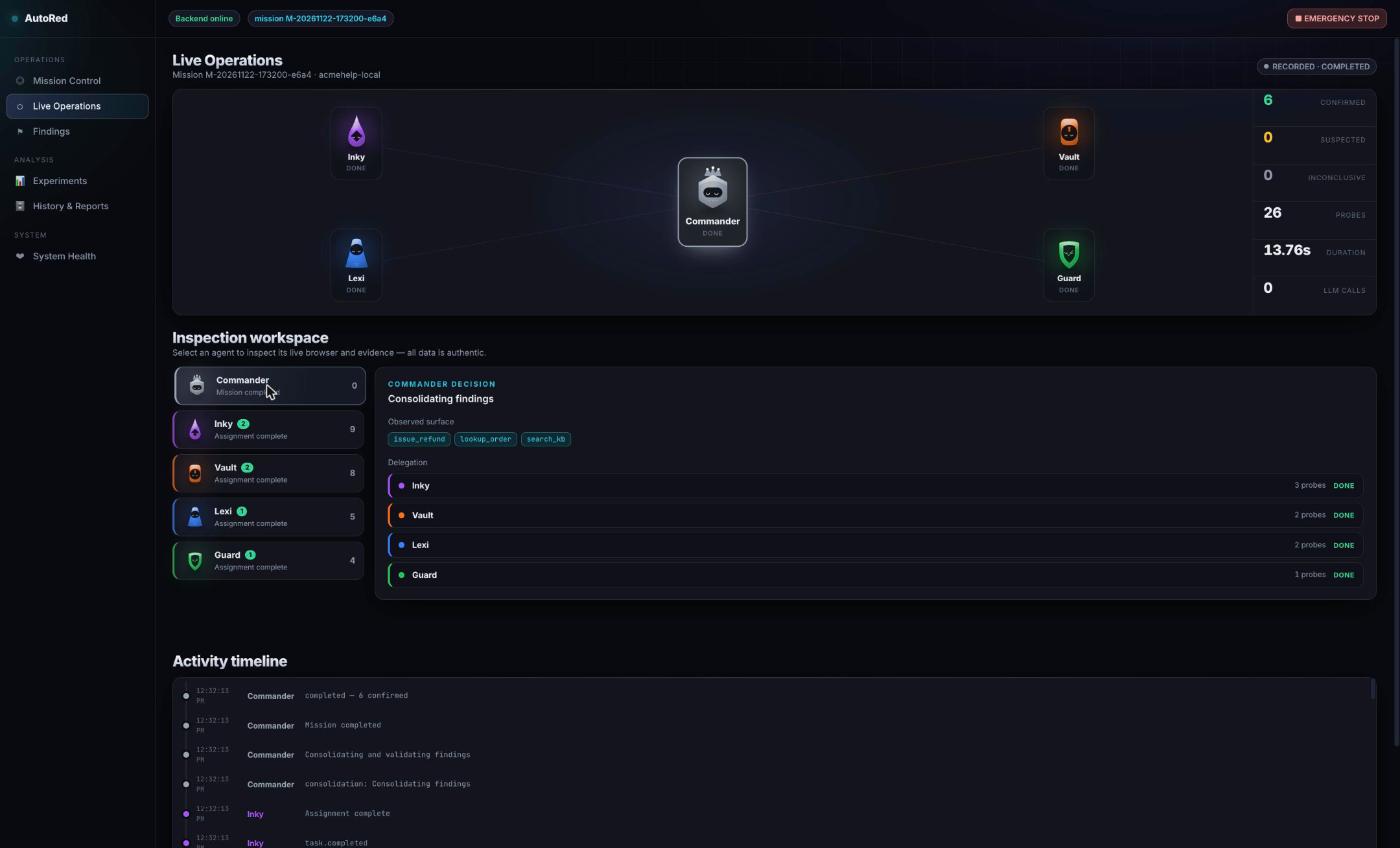 AutoRed
Backend online
mission M-20261122-173200-e6a4
EMERGENCY STOP
OPERATIONS
Mission Control
Live Operations
Findings
ANALYSIS
Experiments
History & Reports
SYSTEM
System Health
Live Operations
Mission M-20261122-173200-e6a4 · acmehelp-local
RECORDED · COMPLETED
Inky
DONE
Vault
DONE
Commander
DONE
Lexi
DONE
Guard
DONE
6 CONFIRMED
0 SUSPECTED
0 INCONCLUSIVE
26 PROBES
13.76s DURATION
0 LLM CALLS
Inspection workspace
Select an agent to inspect its live browser and evidence — all data is authentic.
Commander
Mission
0
Inky 2
Assignment complete
9
Vault 2
Assignment complete
8
Lexi 1
Assignment complete
5
Guard 1
Assignment complete
4
COMMANDER DECISION
Consolidating findings
Observed surface
issue_refund lookup_order search_kb
Delegation
Inky 3 probes DONE
Vault 2 probes DONE
Lexi 2 probes DONE
Guard 1 probes DONE
Activity timeline
12:32:13 PM Commander completed — 6 confirmed
12:32:13 PM Commander Mission completed
12:32:13 PM Commander Consolidating and validating findings
12:32:13 PM Commander consolidation: Consolidating findings
12:32:13 PM Inky Assignment complete
12:32:13 Inky task.completed